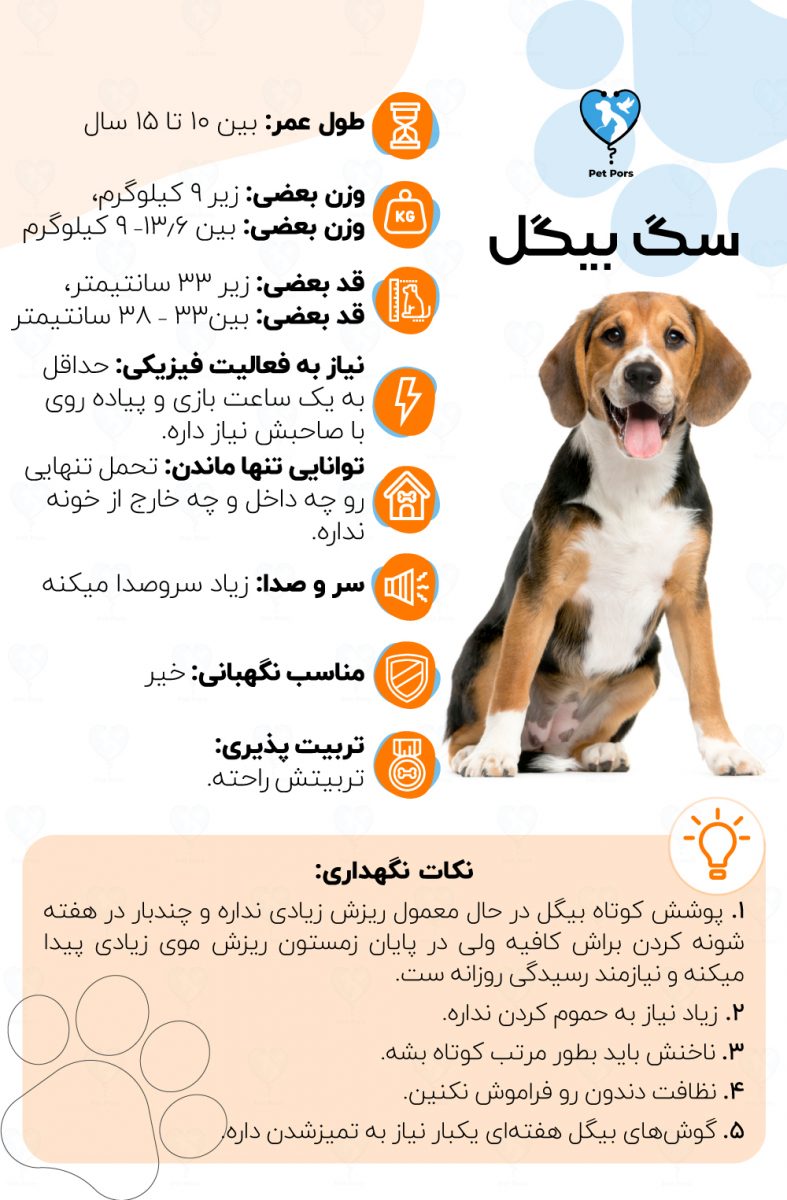 Pet Pors
سگ بیگل
طول عمر: بین ۱۰ تا ۱۵ سال
وزن بعضی: زیر ۹ کیلوگرم،
وزن بعضی: بین ۱۳٫۶- ۹ کیلوگرم
قد بعضی: زیر ۳۳ سانتیمتر،
قد بعضی: بین۳۳ - ۳۸ سانتیمتر
نیاز به فعالیت فیزیکی: حداقل
به یک ساعت بازی و پیاده روی
با صاحبش نیاز داره.
توانایی تنها ماندن: تحمل تنهایی
رو چه داخل و چه خارج از خونه
نداره.
سر و صدا: زیاد سروصدا میکنه
مناسب نگهبانی: خیر
تربیت پذیری:
تربیتش راحته.
KG
نکات نگهداری:
۱. پوشش کوتاه بیگل در حال معمول ریزش زیادی نداره و چندبار در هفته
شونه کردن براش کافیه ولی در پایان زمستون ریزش موی زیادی پیدا
میکنه و نیازمند رسیدگی روزانه ست.
۲. زیاد نیاز به حموم کردن نداره.
۳. ناخنش باید بطور مرتب کوتاه بشه.
۴. نظافت دندون رو فراموش نکنین.
۵. گوش‌های بیگل هفته‌ای یکبار نیاز به تمیزشدن داره.